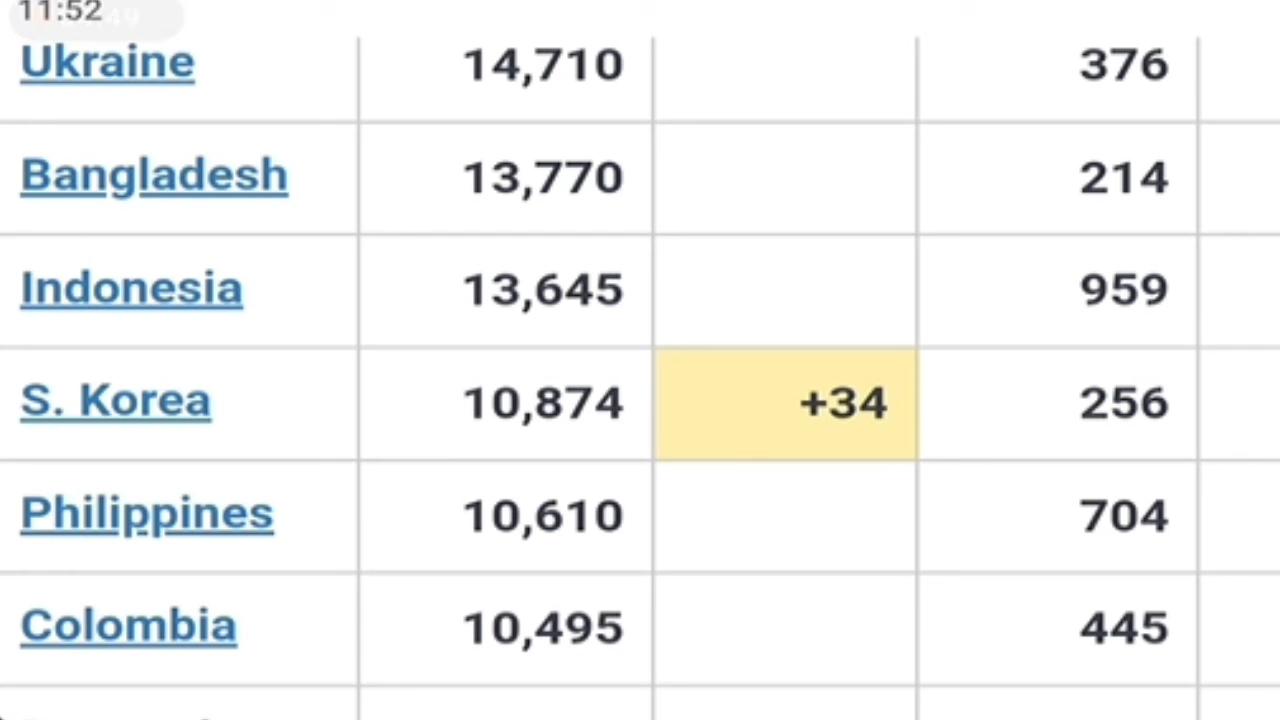 11:52
Ukraine 14,710 376
Bangladesh 13,770 214
Indonesia 13,645 959
S. Korea 10,874 +34 256
Philippines 10,610 704
Colombia 10,495 445